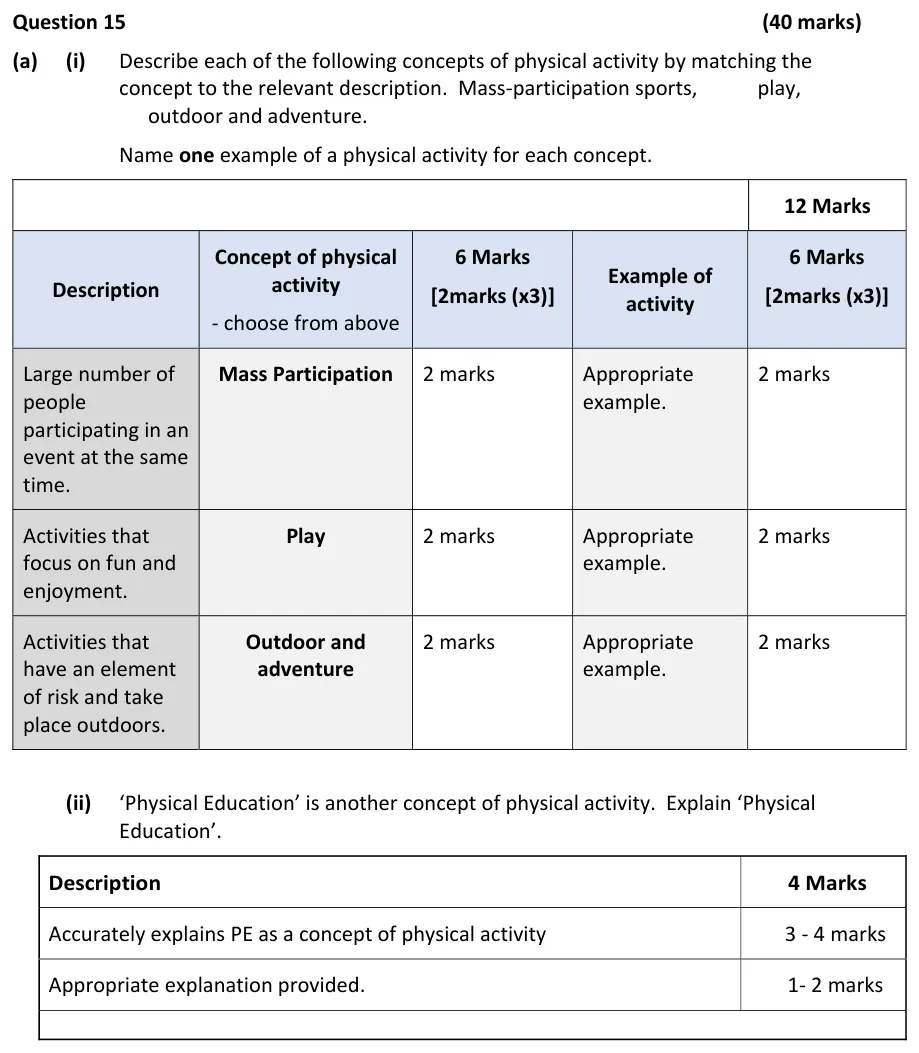 Question 15 (40 marks)
(a) (i) Describe each of the following concepts of physical activity by matching the
concept to the relevant description. Mass-participation sports, play,
outdoor and adventure.
Name one example of a physical activity for each concept.
12 Marks
Description
Concept of physical
activity
- choose from above
6 Marks
[2marks (x3)]
Example of
activity
6 Marks
[2marks (x3)]
Large number of
people
participating in an
event at the same
time.
Mass Participation
2 marks
Appropriate
example.
2 marks
Activities that
focus on fun and
enjoyment.
Play
2 marks
Appropriate
example.
2 marks
Activities that
have an element
of risk and take
place outdoors.
Outdoor and
adventure
2 marks
Appropriate
example.
2 marks
(ii) ‘Physical Education’ is another concept of physical activity. Explain ‘Physical
Education’.
Description 4 Marks
Accurately explains PE as a concept of physical activity 3 - 4 marks
Appropriate explanation provided. 1- 2 marks